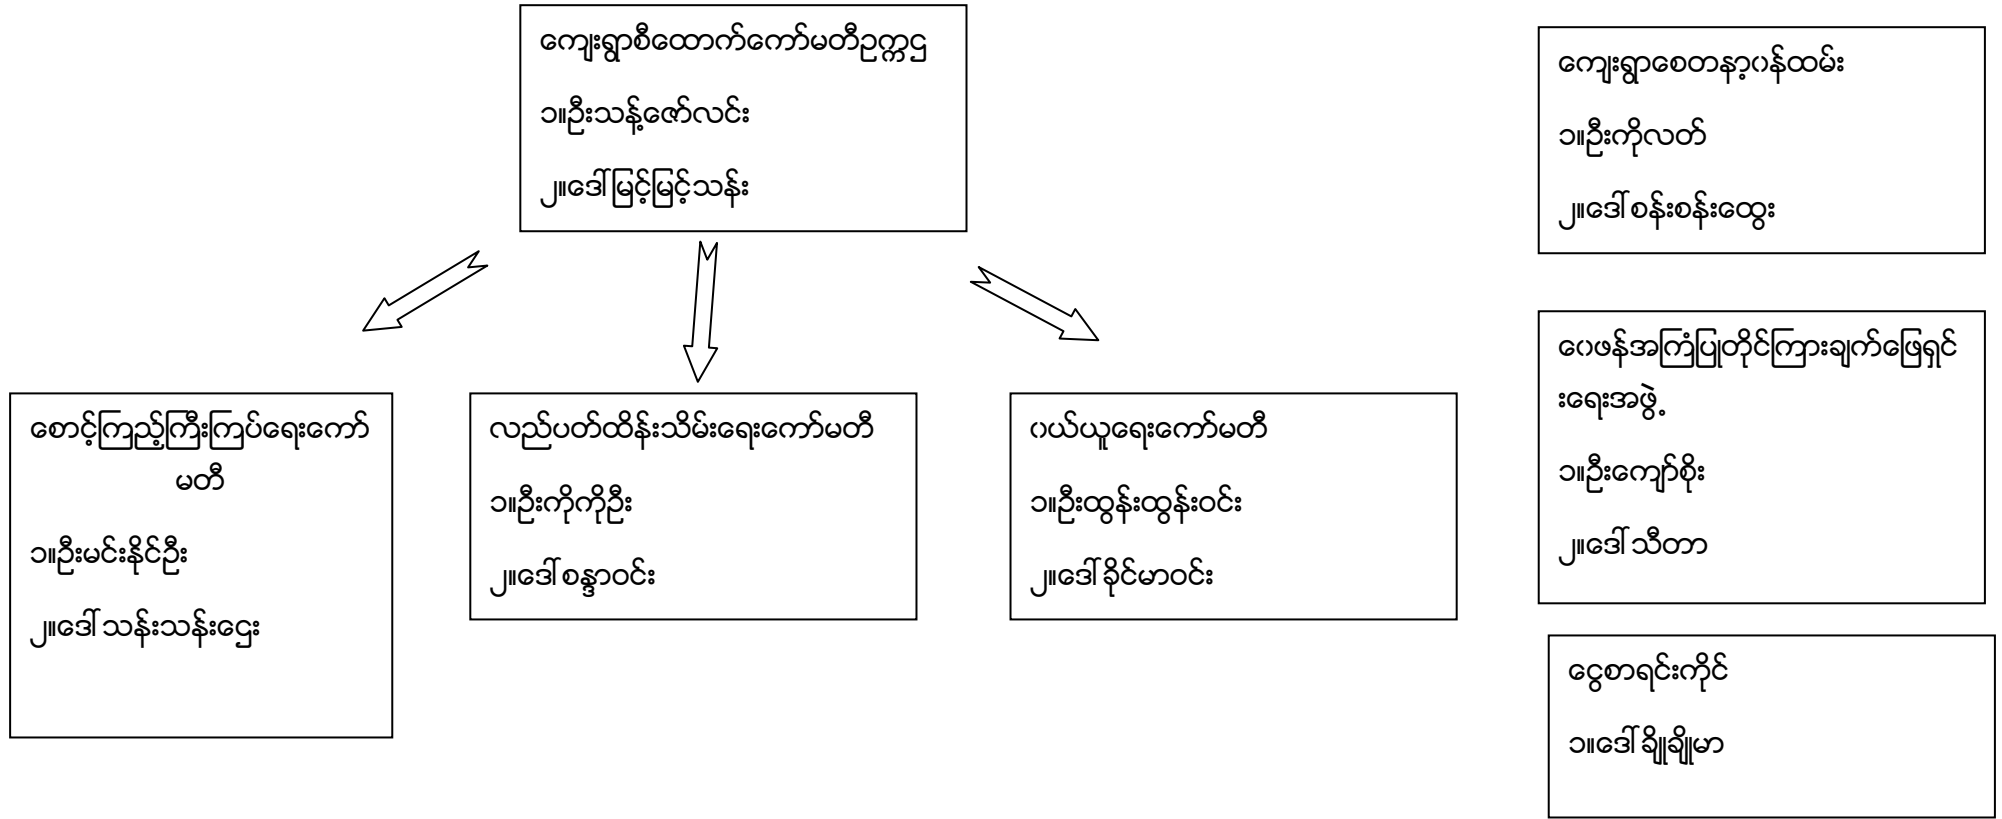 ကျေးရွာစီထောက်ကော်မတီဥက္ကဌ
၁။ဦးသန့်ဇော်လင်း
၂။ဒေါ်မြင့်မြင့်သန်း
စောင့်ကြည့်ကြီးကြပ်ရေးကော်
မတီ
၁။ဦးမင်းနိုင်ဦး
၂။ဒေါ်သန်းသန်းဌေး
လည်ပတ်ထိန်းသိမ်းရေးကော်မတီ
၁။ဦးကိုကိုဦး
၂။ဒေါ်စန္ဒာဝင်း
၀ယ်ယူရေးကော်မတီ
၁။ဦးထွန်းထွန်းဝင်း
၂။ဒေါ်ခိုင်မာဝင်း
ကျေးရွာစေတနာ့၀န်ထမ်း
၁။ဦးကိုလတ်
၂။ဒေါ်စန်းစန်းထွေး
ဝေဖန်အကြံပြုတိုင်ကြားချက်ဖြေရှင်
းရေးအဖွဲ့
၁။ဦးကျော်စိုး
၂။ဒေါ်သီတာ
ငွေစာရင်းကိုင်
၁။ဒေါ်ချိုချိုမာ